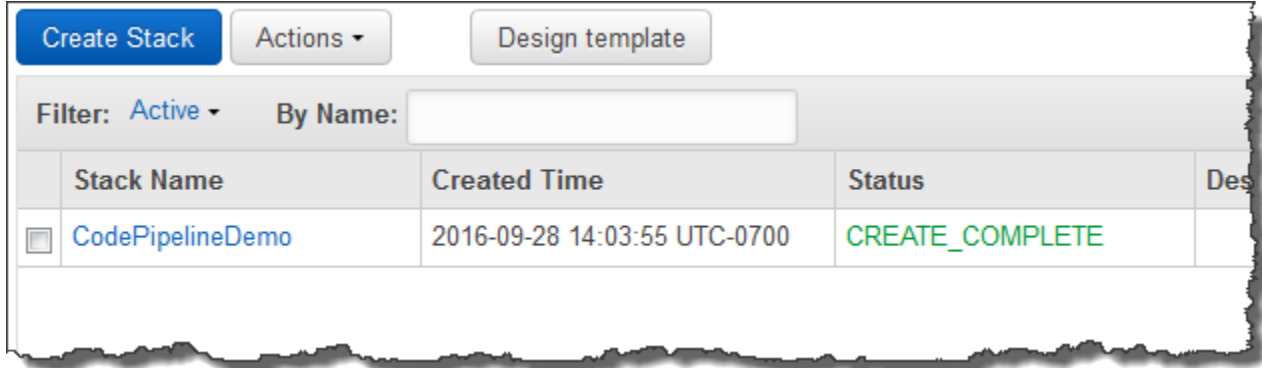 Create Stack Actions Design template
Filter: Active By Name:
Stack Name Created Time Status Des
CodePipelineDemo 2016-09-28 14:03:55 UTC-0700 CREATE_COMPLETE